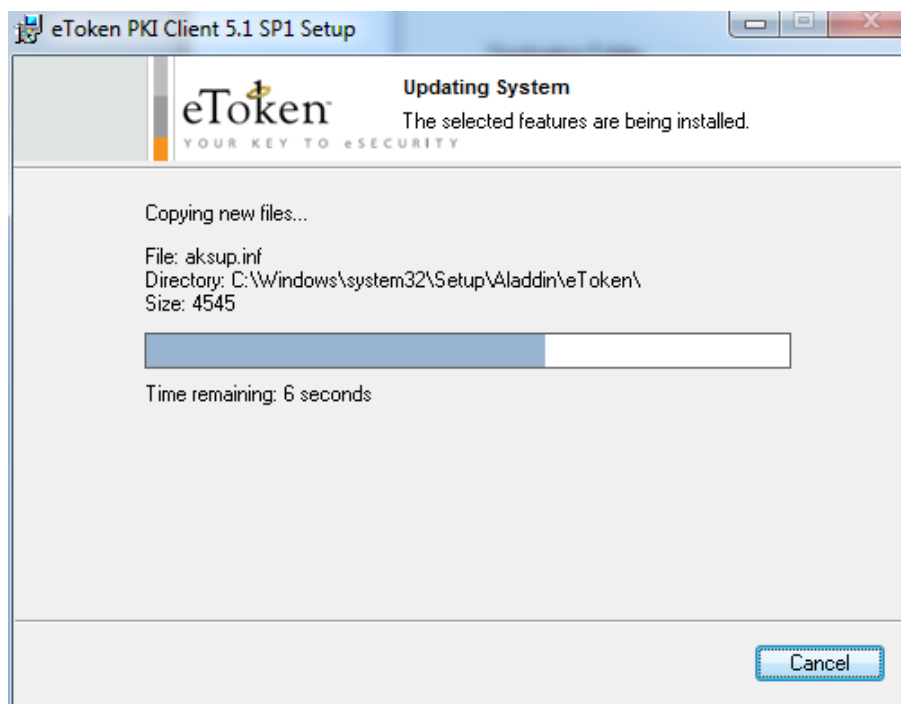 eToken PKI Client 5.1 SP1 Setup
eToken
YOUR KEY TO eSECURITY
Updating System
The selected features are being installed.
Copying new files...
File: aksup.inf
Directory: C:\Windows\system32\Setup\Aladdin\eToken\
Size: 4545
Time remaining: 6 seconds
Cancel